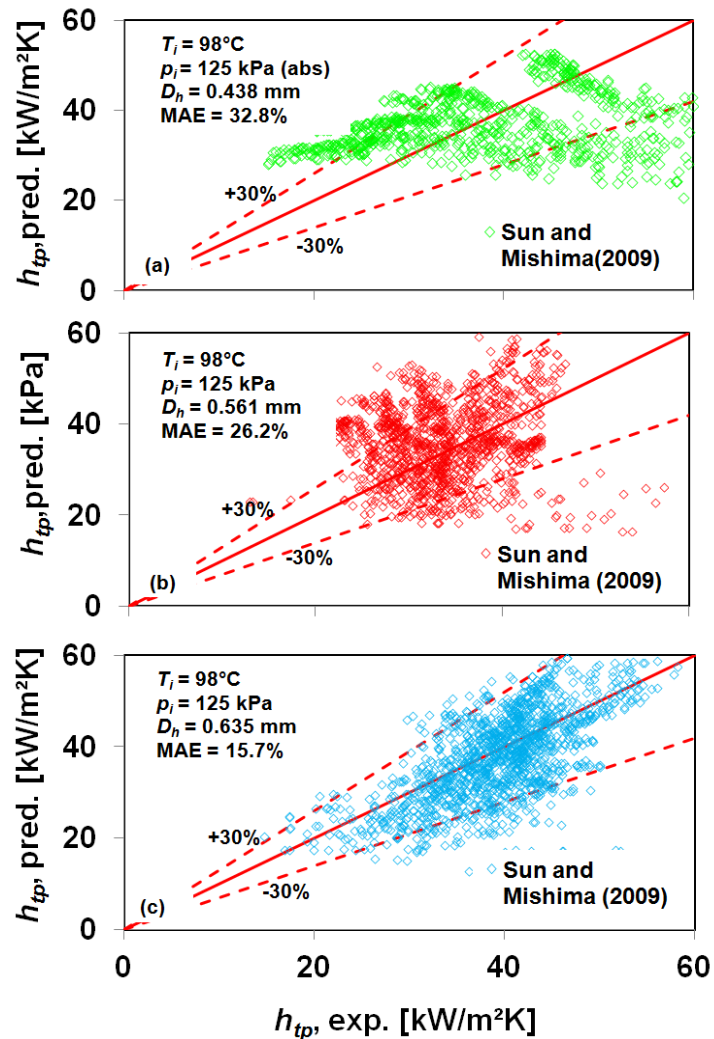 60
40
20
0
h_tp,pred. [kW/m²K]
T_i = 98°C
p_i = 125 kPa (abs)
D_h = 0.438 mm
MAE = 32.8%
+30%
-30%
(a)
Sun and
Mishima(2009)
60
40
20
0
h_tp,pred. [kPa]
T_i = 98°C
p_i = 125 kPa
D_h = 0.561 mm
MAE = 26.2%
+30%
-30%
(b)
Sun and
Mishima (2009)
60
40
20
0
h_tp, pred. [kW/m²K]
T_i = 98°C
p_i = 125 kPa
D_h = 0.635 mm
MAE = 15.7%
+30%
-30%
(c)
Sun and
Mishima (2009)
0 20 40 60
h_tp, exp. [kW/m²K]